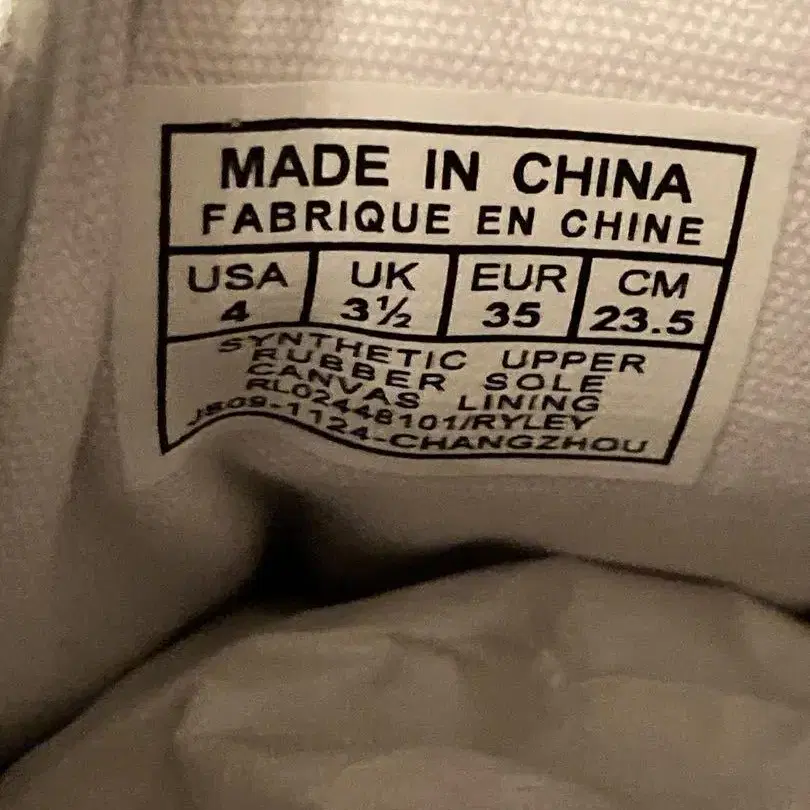 MADE IN CHINA
FABRIQUE EN CHINE
USA UK EUR CM
4 3½ 35 23.5
SYNTHETIC UPPER
RUBBER SOLE
CANVAS LINING
RL02448101/RYLEY
JS09-1124-CHANGZHOU